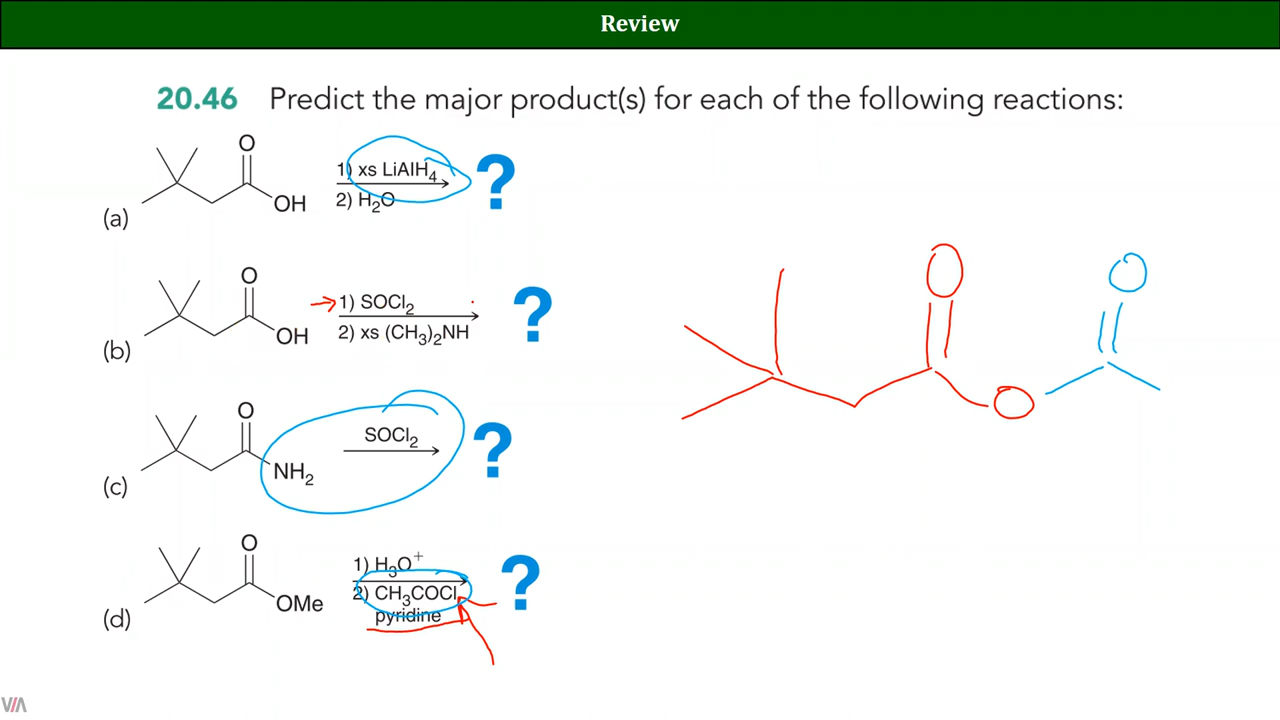 Review
20.46 Predict the major product(s) for each of the following reactions:
(a)
O
OH
1) xs LiAlH4
2) H2O
?
(b)
O
OH
1) SOCl2
2) xs (CH3)2NH
?
(c)
O
NH2
SOCl2
?
(d)
O
OMe
1) H3O+
2) CH3COCl,
pyridine
?
O
O
O
VIA